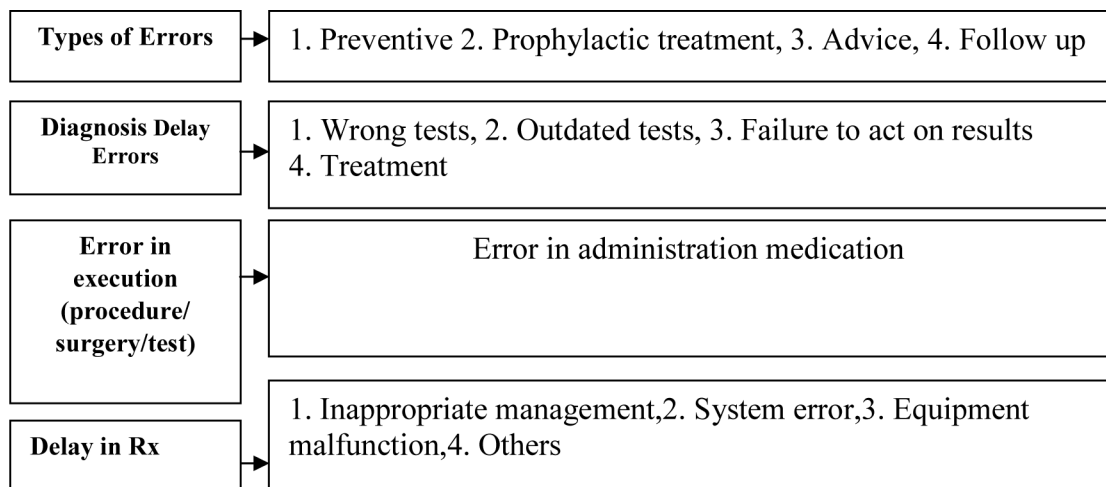 Types of Errors
1. Preventive 2. Prophylactic treatment, 3. Advice, 4. Follow up
Diagnosis Delay
Errors
1. Wrong tests, 2. Outdated tests, 3. Failure to act on results
4. Treatment
Error in
execution
(procedure/
surgery/test)
Error in administration medication
Delay in Rx
1. Inappropriate management,2. System error,3. Equipment
malfunction,4. Others